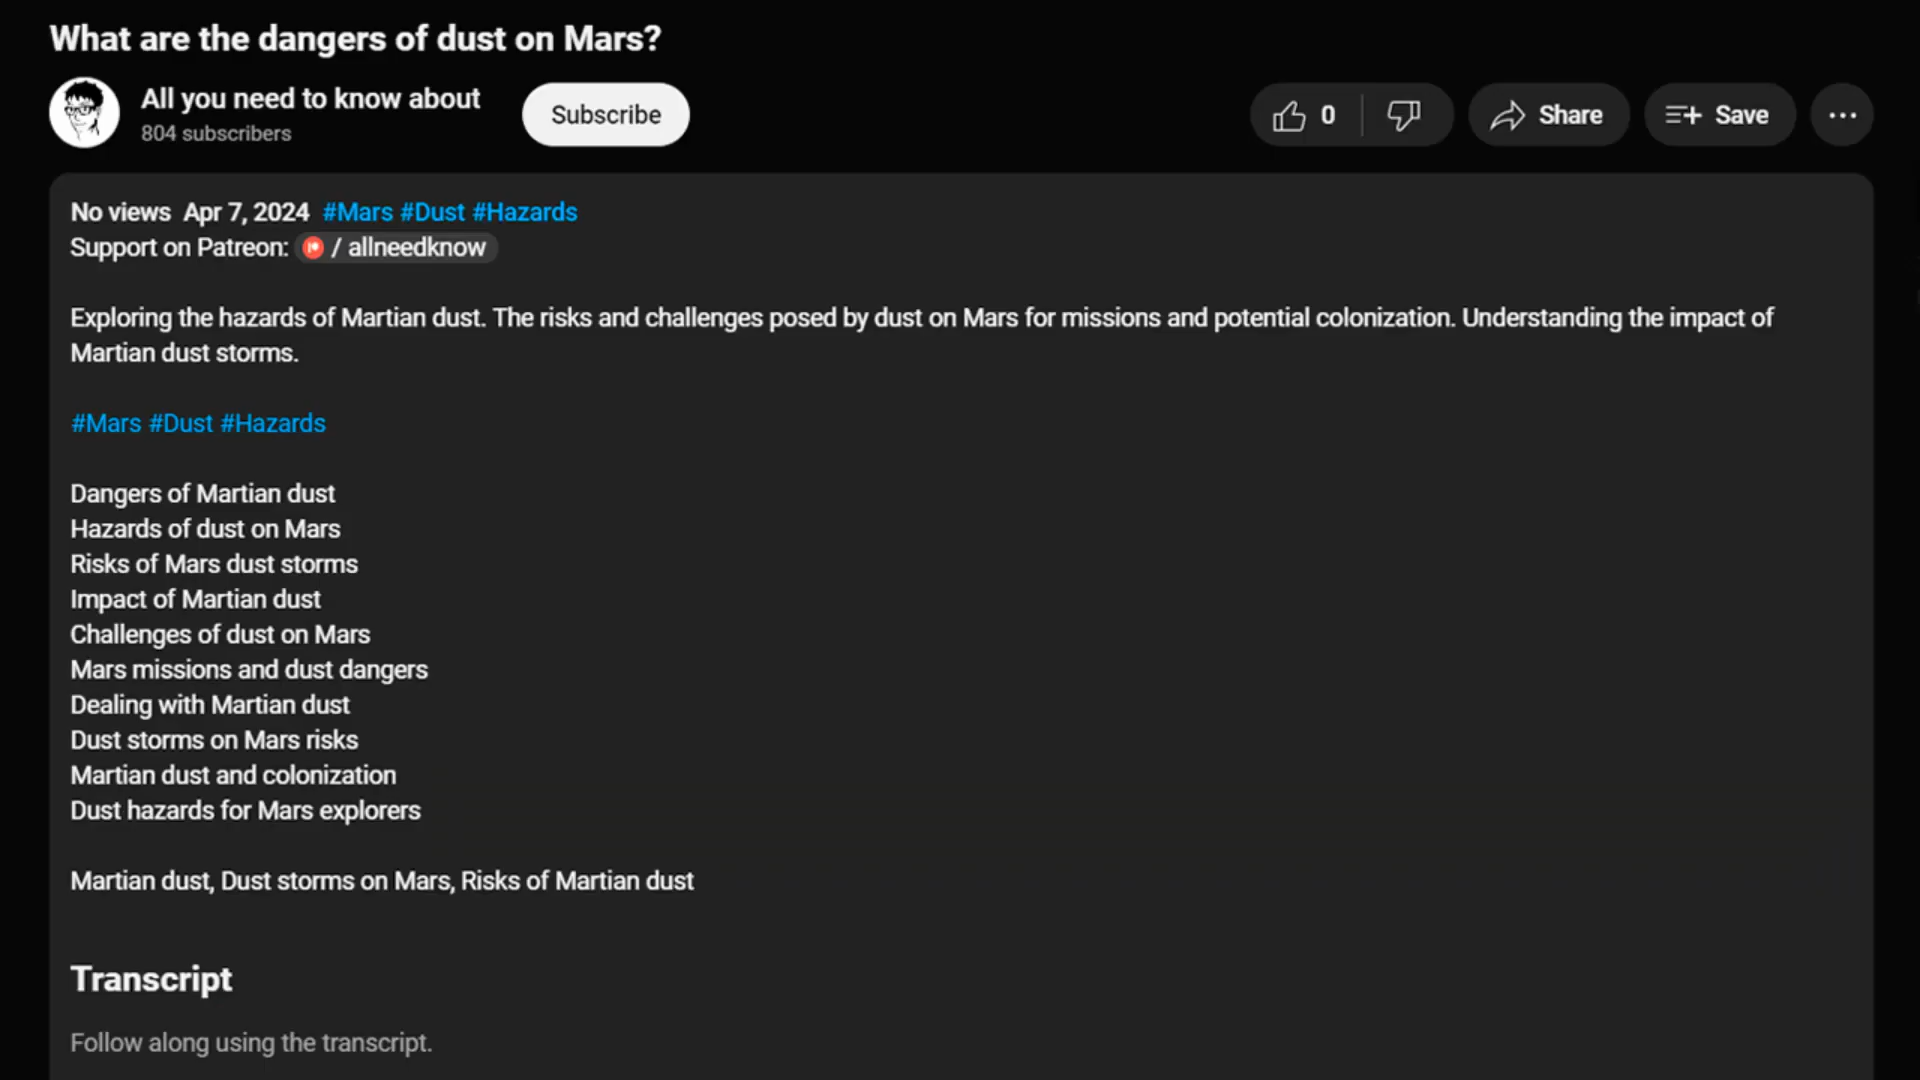 What are the dangers of dust on Mars?
All you need to know about
804 subscribers
Subscribe
0
Share
Save
No views Apr 7, 2024 #Mars #Dust #Hazards
Support on Patreon: / allneedknow
Exploring the hazards of Martian dust. The risks and challenges posed by dust on Mars for missions and potential colonization. Understanding the impact of
Martian dust storms.
#Mars #Dust #Hazards
Dangers of Martian dust
Hazards of dust on Mars
Risks of Mars dust storms
Impact of Martian dust
Challenges of dust on Mars
Mars missions and dust dangers
Dealing with Martian dust
Dust storms on Mars risks
Martian dust and colonization
Dust hazards for Mars explorers
Martian dust, Dust storms on Mars, Risks of Martian dust
Transcript
Follow along using the transcript.